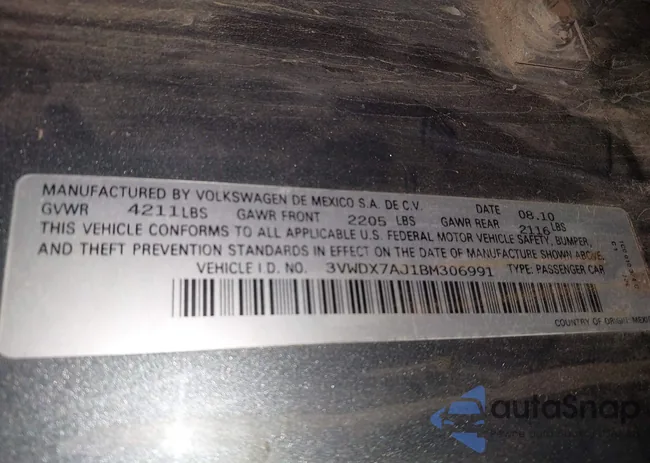 MANUFACTURED BY VOLKSWAGEN DE MEXICO S.A. DE C.V. DATE 08.10
GVWR 4211LBS GAWR FRONT 2205 LBS GAWR REAR 2116 LBS
THIS VEHICLE CONFORMS TO ALL APPLICABLE U.S. FEDERAL MOTOR VEHICLE SAFETY, BUMPER,
AND THEFT PREVENTION STANDARDS IN EFFECT ON THE DATE OF MANUFACTURE SHOWN ABOVE.
VEHICLE I.D. NO. 3VWDX7AJ1BM306991 TYPE: PASSENGER CAR
COUNTRY OF ORIGIN: MEXICO
autoSnap